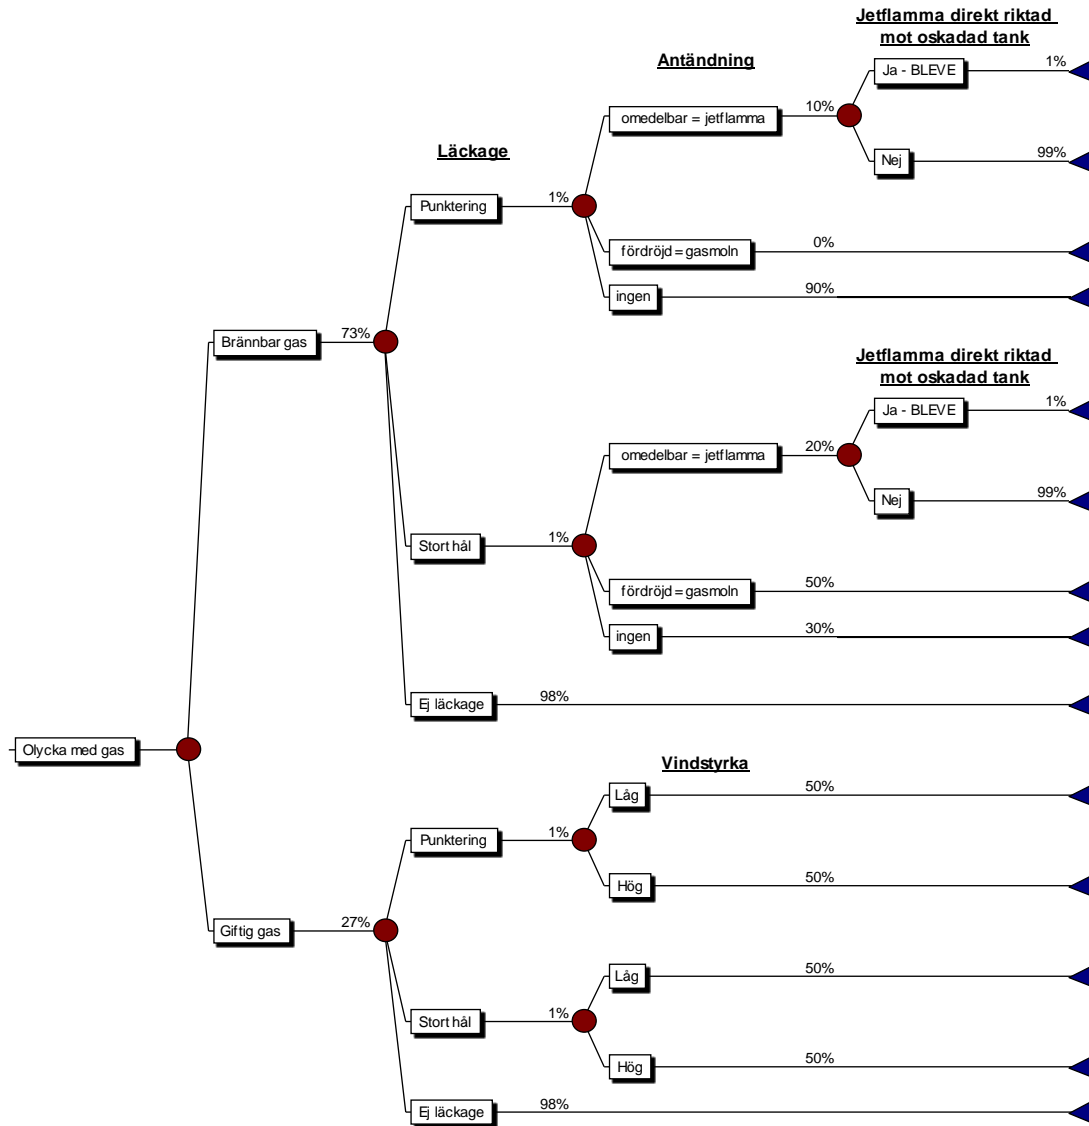 Jetflamma direkt riktad
mot oskadad tank
Antändning
Ja - BLEVE 1%
omedelbar = jetflamma 10%
Läckage
Nej 99%
Punktering 1%
fördröjd = gasmoln 0%
ingen 90%
Brännbar gas 73%
Jetflamma direkt riktad
mot oskadad tank
Ja - BLEVE 1%
omedelbar = jetflamma 20%
Nej 99%
Stort hål 1%
fördröjd = gasmoln 50%
ingen 30%
Ej läckage 98%
Olycka med gas
Vindstyrka
Låg 50%
Punktering 1%
Hög 50%
Giftig gas 27%
Låg 50%
Stort hål 1%
Hög 50%
Ej läckage 98%